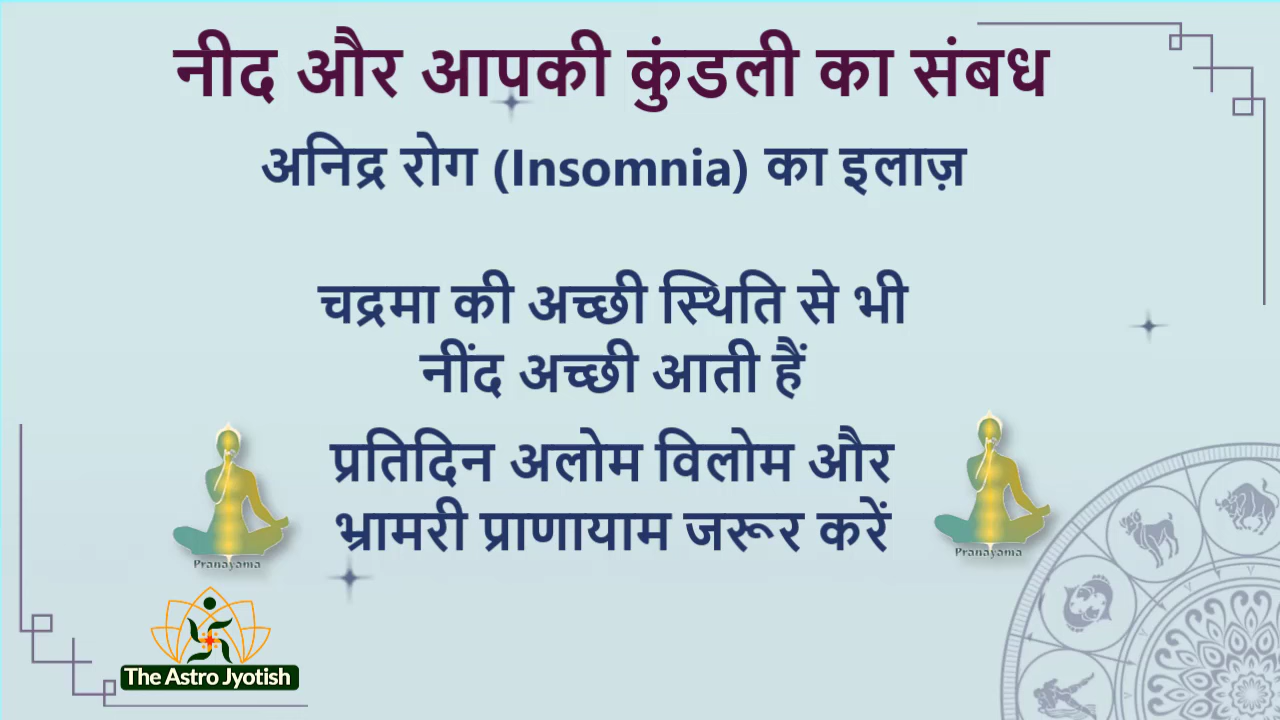 नीद और आपकी कुंडली का संबध
अनिद्र रोग (Insomnia) का इलाज़
चद्रमा की अच्छी स्थिति से भी
नींद अच्छी आती हैं
प्रतिदिन अलोम विलोम और
भ्रामरी प्राणायाम जरूर करें
Pranayama
Pranayama
The Astro Jyotish